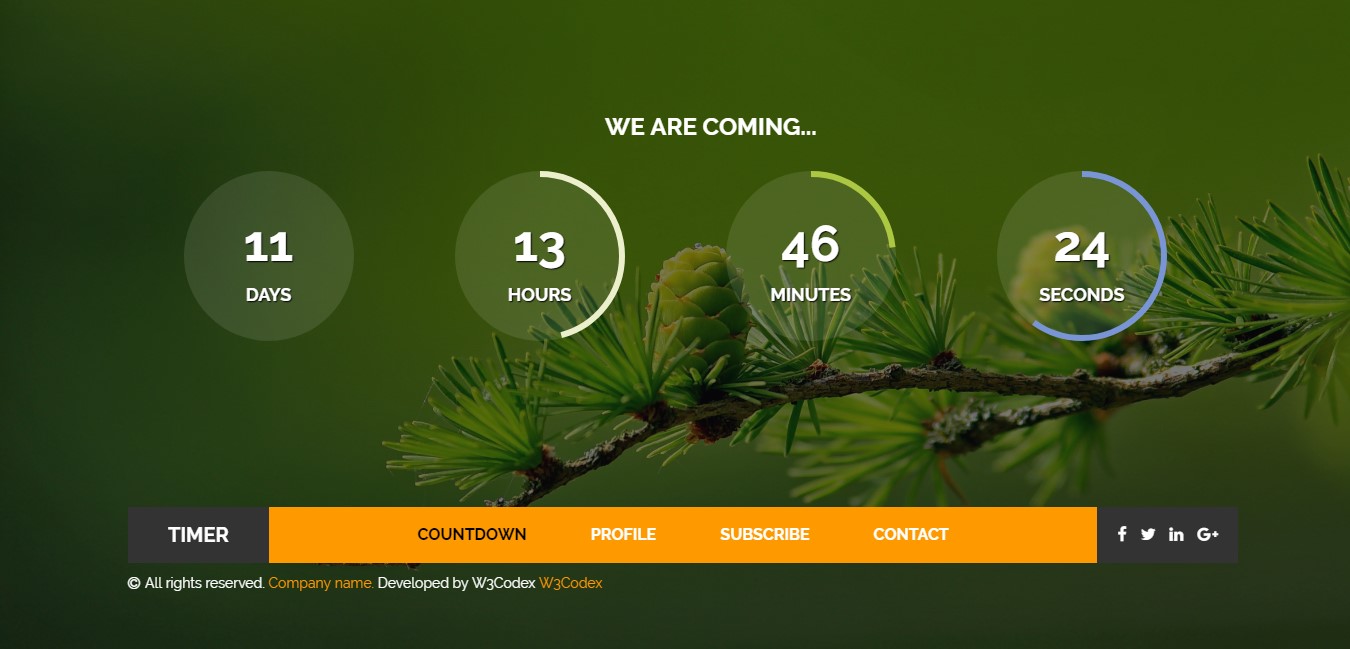 WE ARE COMING...
11 13 46 24
DAYS HOURS MINUTES SECONDS
TIMER COUNTDOWN PROFILE SUBSCRIBE CONTACT f in G+
© All rights reserved. Company name. Developed by W3Codex W3Codex